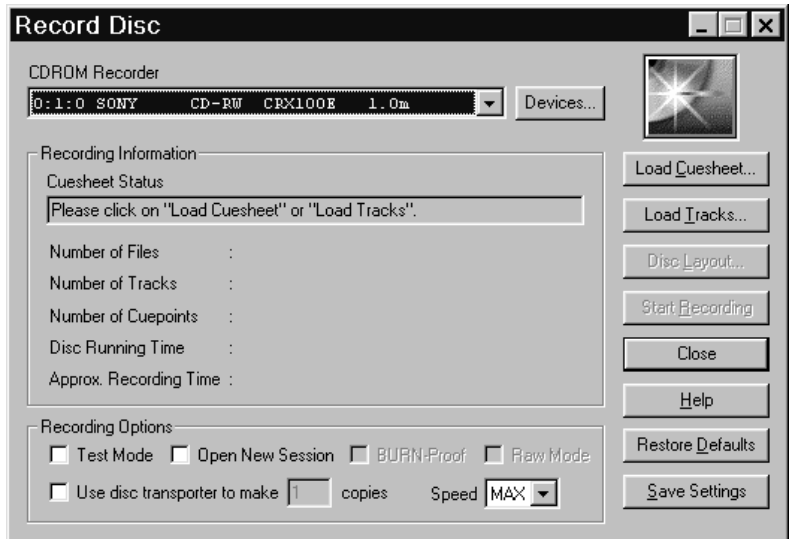 Record Disc
CDROM Recorder
0:1:0 SONY CD-RW CRX100E 1.0m
Devices...
Recording Information
Cuesheet Status
Please click on "Load Cuesheet" or "Load Tracks".
Number of Files :
Number of Tracks :
Number of Cuepoints :
Disc Running Time :
Approx. Recording Time :
Recording Options
Test Mode Open New Session BURN-Proof Raw Mode
Use disc transporter to make 1 copies Speed MAX
Load Cuesheet...
Load Tracks...
Disc Layout...
Start Recording
Close
Help
Restore Defaults
Save Settings